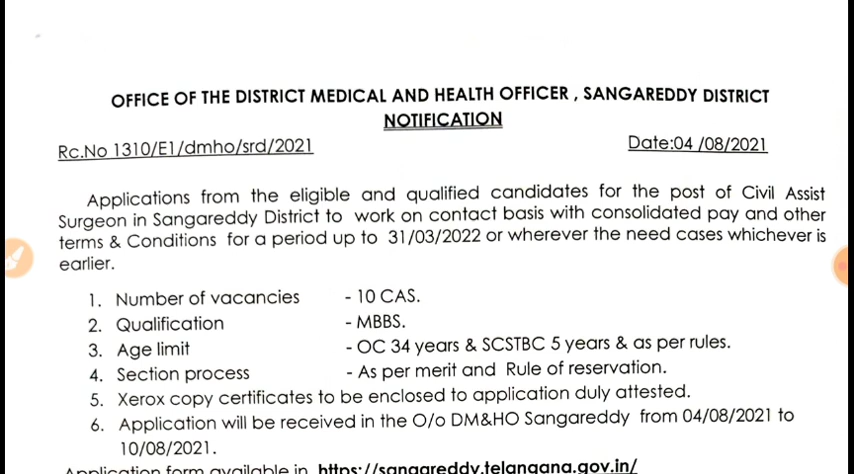 OFFICE OF THE DISTRICT MEDICAL AND HEALTH OFFICER , SANGAREDDY DISTRICT
NOTIFICATION
Rc.No 1310/E1/dmho/srd/2021 Date:04 /08/2021
Applications from the eligible and qualified candidates for the post of Civil Assist
Surgeon in Sangareddy District to work on contact basis with consolidated pay and other
terms & Conditions for a period up to 31/03/2022 or wherever the need cases whichever is
earlier.
1. Number of vacancies - 10 CAS.
2. Qualification - MBBS.
3. Age limit - OC 34 years & SCSTBC 5 years & as per rules.
4. Section process - As per merit and Rule of reservation.
5. Xerox copy certificates to be enclosed to application duly attested.
6. Application will be received in the O/o DM&HO Sangareddy from 04/08/2021 to
10/08/2021.
Application form available in https://sangareddy.telangana.gov.in/